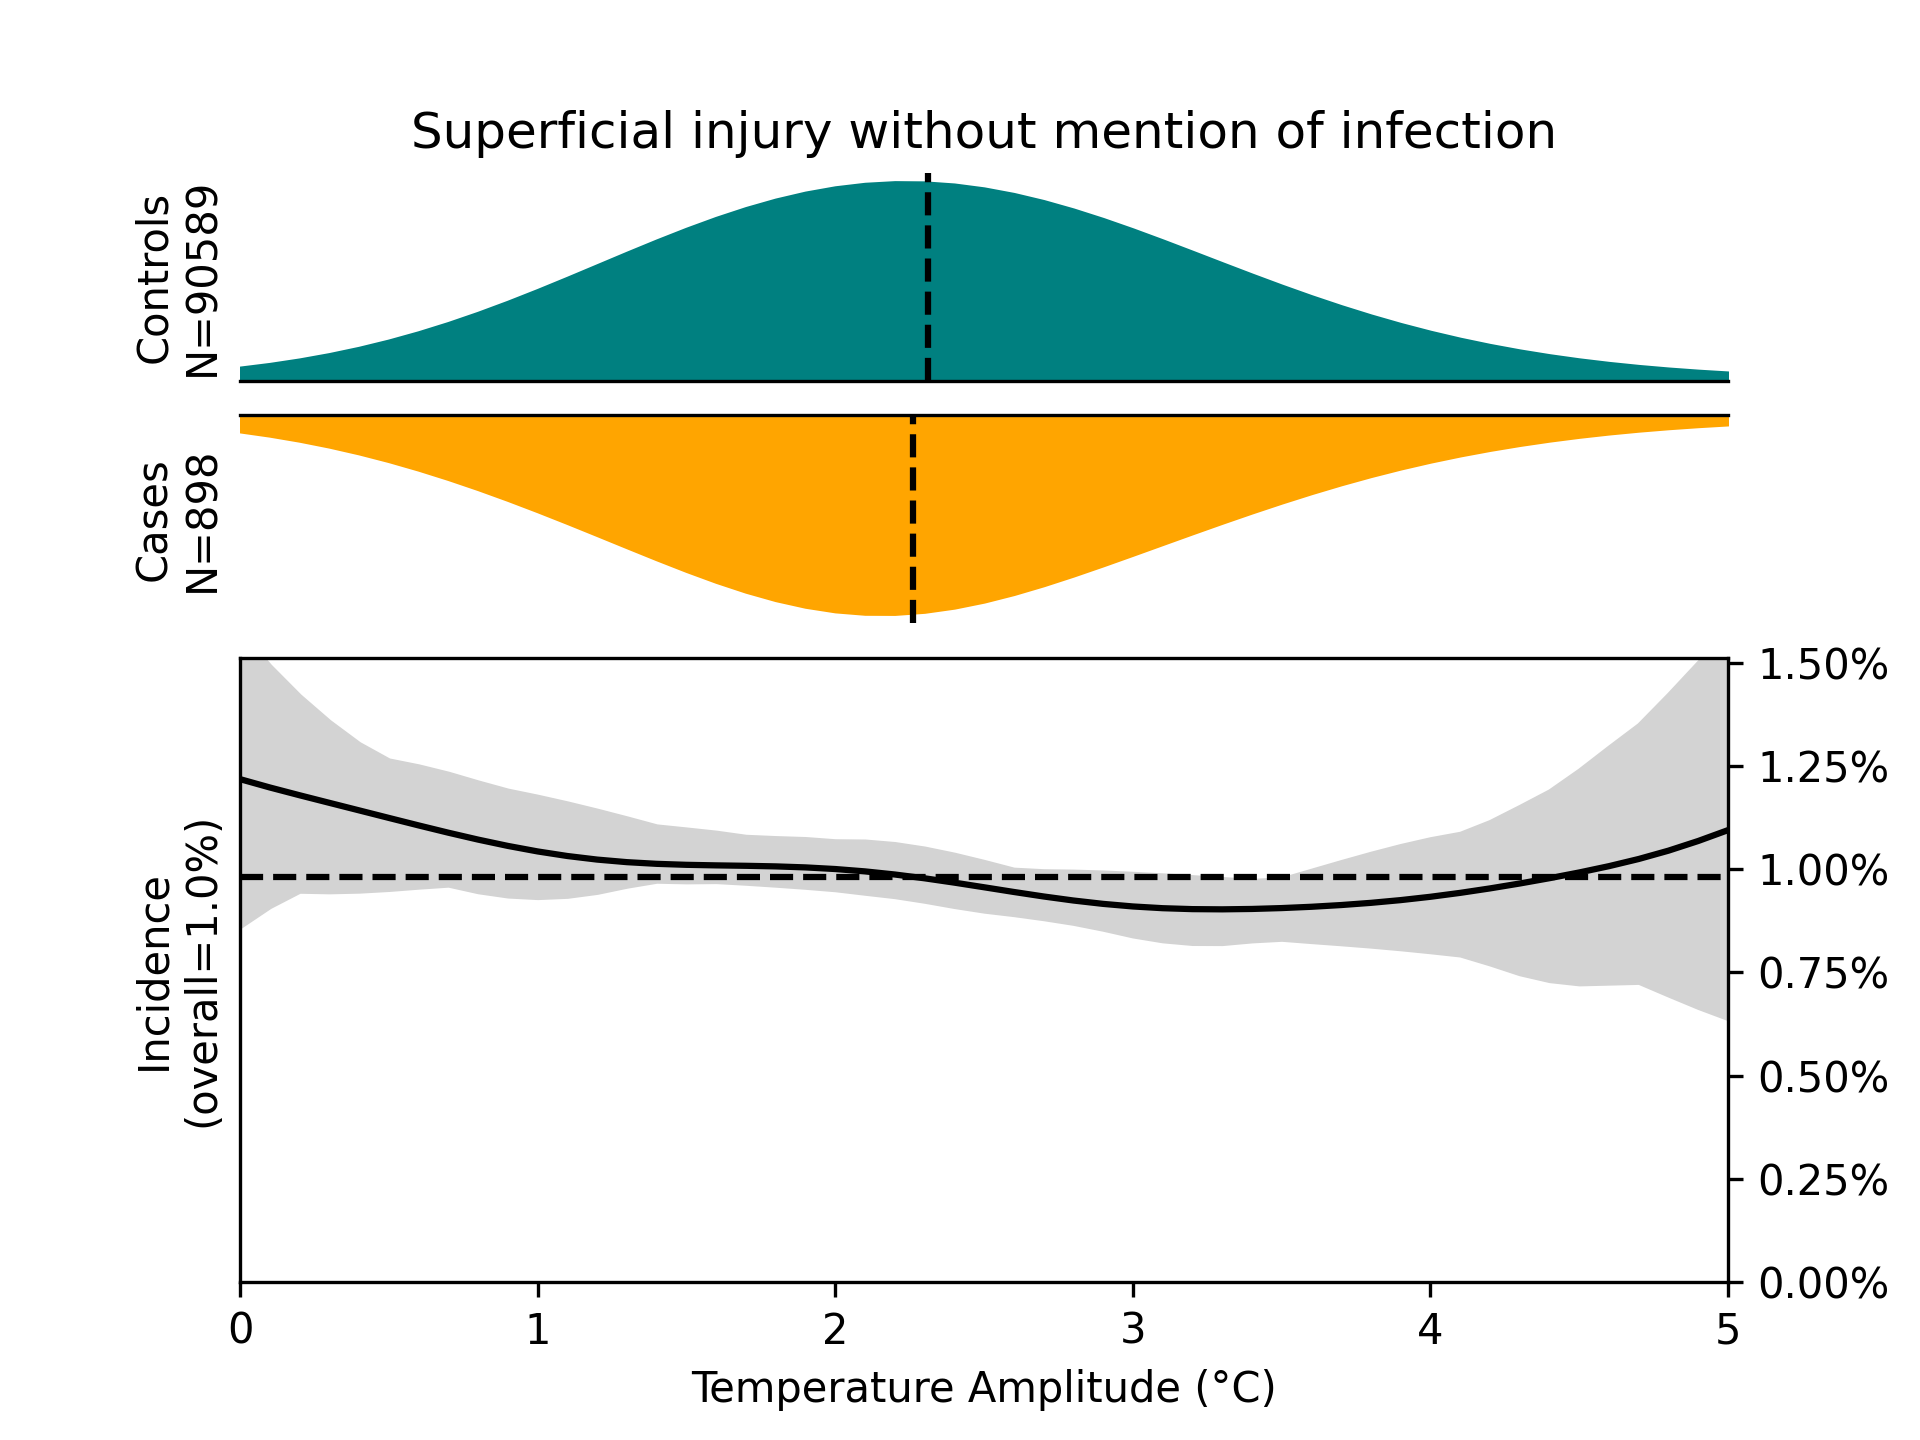 Superficial injury without mention of infection
Controls
N=90589
Cases
N=898
Incidence
(overall=1.0%)
1.50%
1.25%
1.00%
0.75%
0.50%
0.25%
0.00%
0 1 2 3 4 5
Temperature Amplitude (°C)